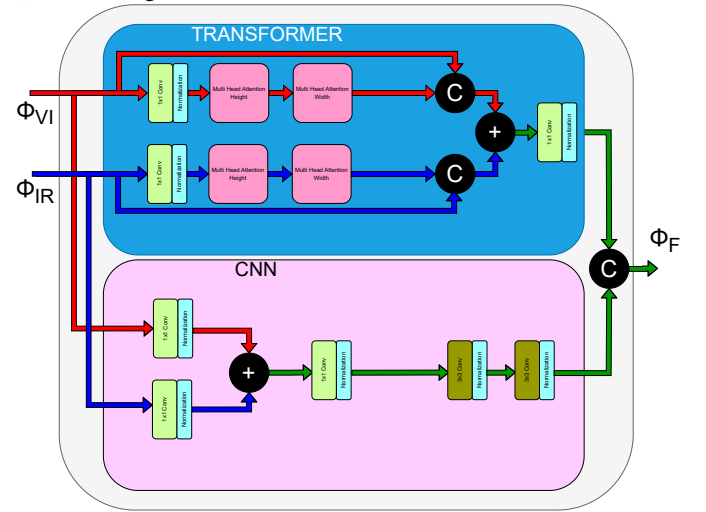 TRANSFORMER
ΦVI
1x1 Conv
Normalization
Multi Head Attention
Height
Multi Head Attention
Width
C
+
1x1 Conv
Normalization
ΦIR
1x1 Conv
Normalization
Multi Head Attention
Height
Multi Head Attention
Width
C
C
ΦF
CNN
1x1 Conv
Normalization
+
1x1 Conv
Normalization
3x3 Conv
Normalization
3x3 Conv
Normalization
1x1 Conv
Normalization